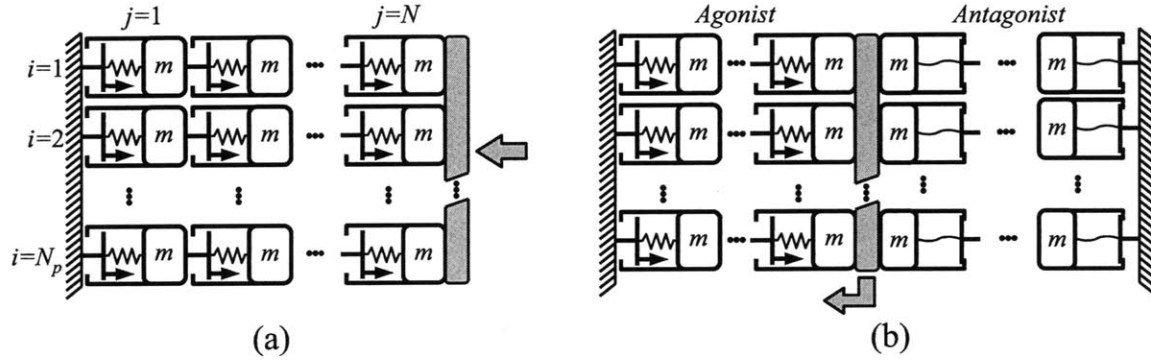 j=1 j=N
i=1 m m ••• m
i=2 m m ••• m
i=N_p m m ••• m
(a)
Agonist Antagonist
m ••• m m ••• m
m ••• m m ••• m
m ••• m m ••• m
(b)